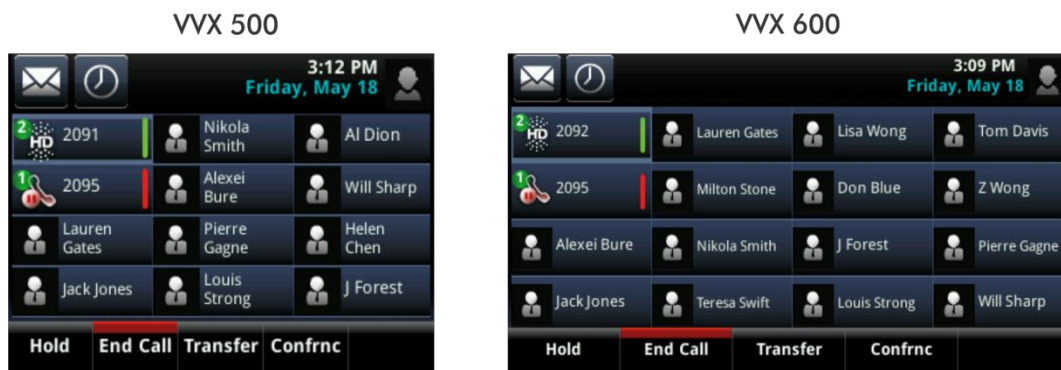 VVX 500
3:12 PM
Friday, May 18
2 HD 2091
Nikola
Smith
Al Dion
1 2095
Alexei
Bure
Will Sharp
Lauren
Gates
Pierre
Gagne
Helen
Chen
Jack Jones
Louis
Strong
J Forest
Hold End Call Transfer Confrnc
VVX 600
3:09 PM
Friday, May 18
2 HD 2092
Lauren Gates
Lisa Wong
Tom Davis
1 2095
Milton Stone
Don Blue
Z Wong
Alexei Bure
Nikola Smith
J Forest
Pierre Gagne
Jack Jones
Teresa Swift
Louis Strong
Will Sharp
Hold End Call Transfer Confrnc